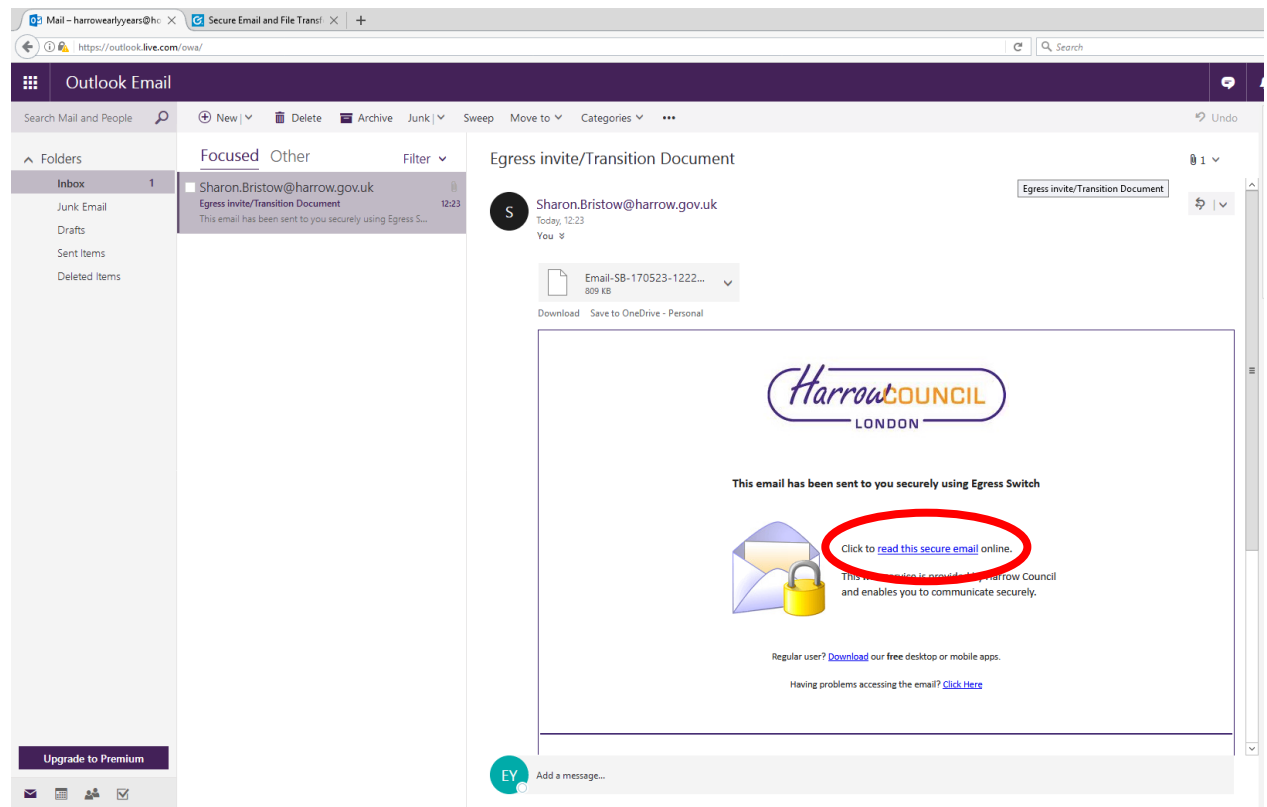 Mail – harrowearlyyears@ho
Secure Email and File Transf
https://outlook.live.com/owa/
Search
Outlook Email
Search Mail and People
New
Delete
Archive
Junk
Sweep
Move to
Categories
Undo
Folders
Inbox 1
Junk Email
Drafts
Sent Items
Deleted Items
Upgrade to Premium
Focused Other Filter
Sharon.Bristow@harrow.gov.uk
Egress invite/Transition Document 12:23
This email has been sent to you securely using Egress S...
Egress invite/Transition Document
1
Egress invite/Transition Document
S
Sharon.Bristow@harrow.gov.uk
Today, 12:23
You
Email-SB-170523-1222...
809 KB
Download Save to OneDrive - Personal
Harrow COUNCIL
LONDON
This email has been sent to you securely using Egress Switch
Click to read this secure email online.
This service is provided by Harrow Council
and enables you to communicate securely.
Regular user? Download our free desktop or mobile apps.
Having problems accessing the email? Click Here
EY
Add a message...